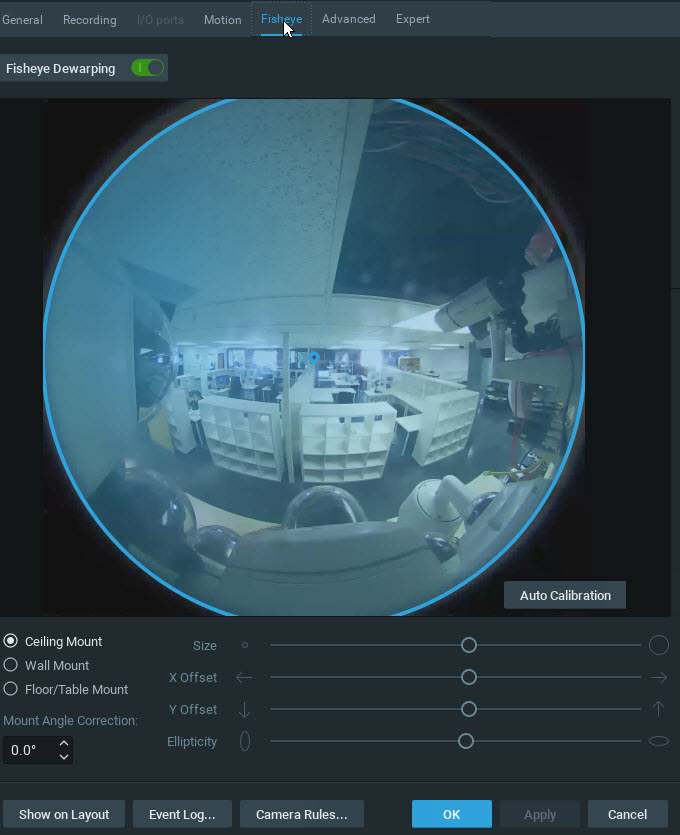 General Recording I/O ports Motion Fisheye Advanced Expert
Fisheye Dewarping
Auto Calibration
Ceiling Mount
Wall Mount
Floor/Table Mount
Mount Angle Correction:
0.0°
Size
X Offset
Y Offset
Ellipticity
Show on Layout Event Log... Camera Rules... OK Apply Cancel